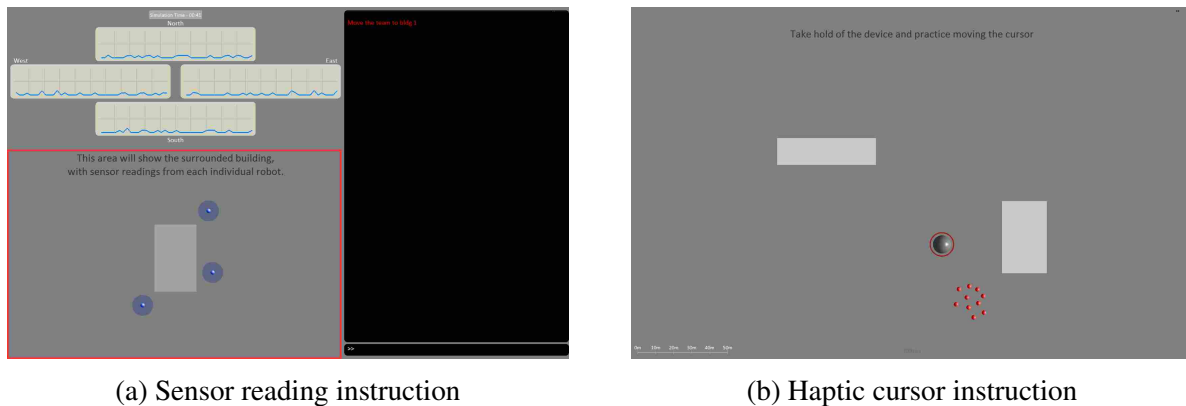 Simulation Time - 00:41
North
West
East
South
This area will show the surrounded building,
with sensor readings from each individual robot.
Move the team to bldg 1
>>
Take hold of the device and practice moving the cursor
0m 10m 20m 30m 40m 50m
(a) Sensor reading instruction
(b) Haptic cursor instruction